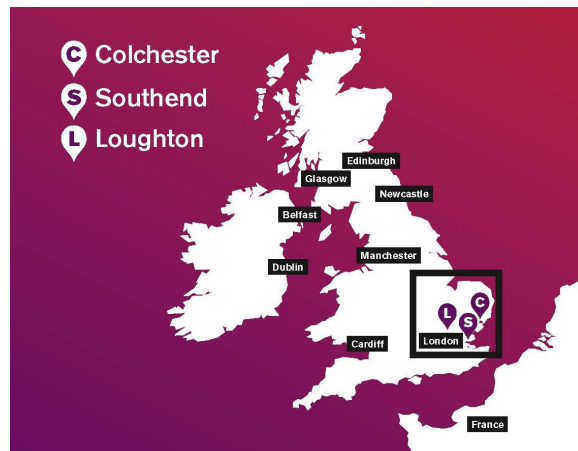 C Colchester
S Southend
L Loughton
Edinburgh
Glasgow
Newcastle
Belfast
Manchester
Dublin
C
L
S
London
Cardiff
France